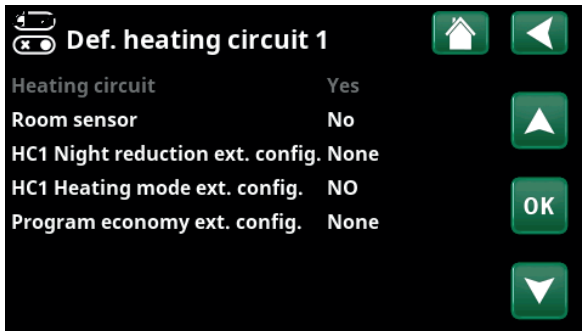 Def. heating circuit 1
Heating circuit Yes
Room sensor No
HC1 Night reduction ext. config. None
HC1 Heating mode ext. config. NO
Program economy ext. config. None
OK